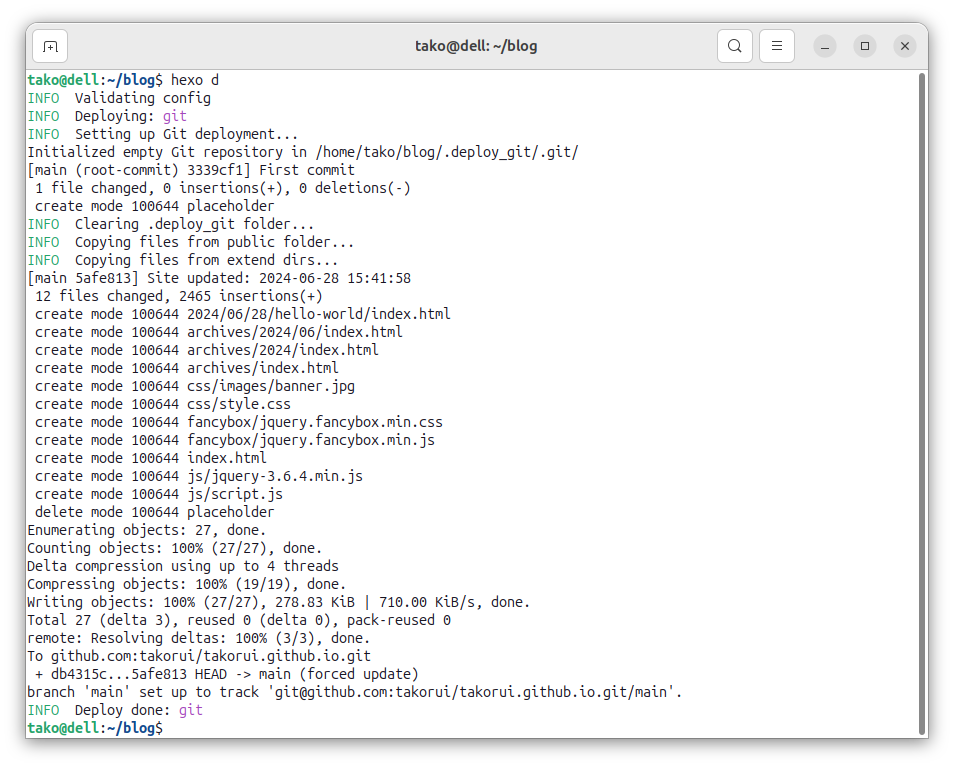 tako@dell: ~/blog
tako@dell:~/blog$ hexo d
INFO  Validating config
INFO  Deploying: git
INFO  Setting up Git deployment...
Initialized empty Git repository in /home/tako/blog/.deploy_git/.git/
[main (root-commit) 3339cf1] First commit
 1 file changed, 0 insertions(+), 0 deletions(-)
 create mode 100644 placeholder
INFO  Clearing .deploy_git folder...
INFO  Copying files from public folder...
INFO  Copying files from extend dirs...
[main 5afe813] Site updated: 2024-06-28 15:41:58
 12 files changed, 2465 insertions(+)
 create mode 100644 2024/06/28/hello-world/index.html
 create mode 100644 archives/2024/06/index.html
 create mode 100644 archives/2024/index.html
 create mode 100644 archives/index.html
 create mode 100644 css/images/banner.jpg
 create mode 100644 css/style.css
 create mode 100644 fancybox/jquery.fancybox.min.css
 create mode 100644 fancybox/jquery.fancybox.min.js
 create mode 100644 index.html
 create mode 100644 js/jquery-3.6.4.min.js
 create mode 100644 js/script.js
 delete mode 100644 placeholder
Enumerating objects: 27, done.
Counting objects: 100% (27/27), done.
Delta compression using up to 4 threads
Compressing objects: 100% (19/19), done.
Writing objects: 100% (27/27), 278.83 KiB | 710.00 KiB/s, done.
Total 27 (delta 3), reused 0 (delta 0), pack-reused 0
remote: Resolving deltas: 100% (3/3), done.
To github.com:takorui/takorui.github.io.git
 + db4315c...5afe813 HEAD -> main (forced update)
branch 'main' set up to track 'git@github.com:takorui/takorui.github.io.git/main'.
INFO  Deploy done: git
tako@dell:~/blog$